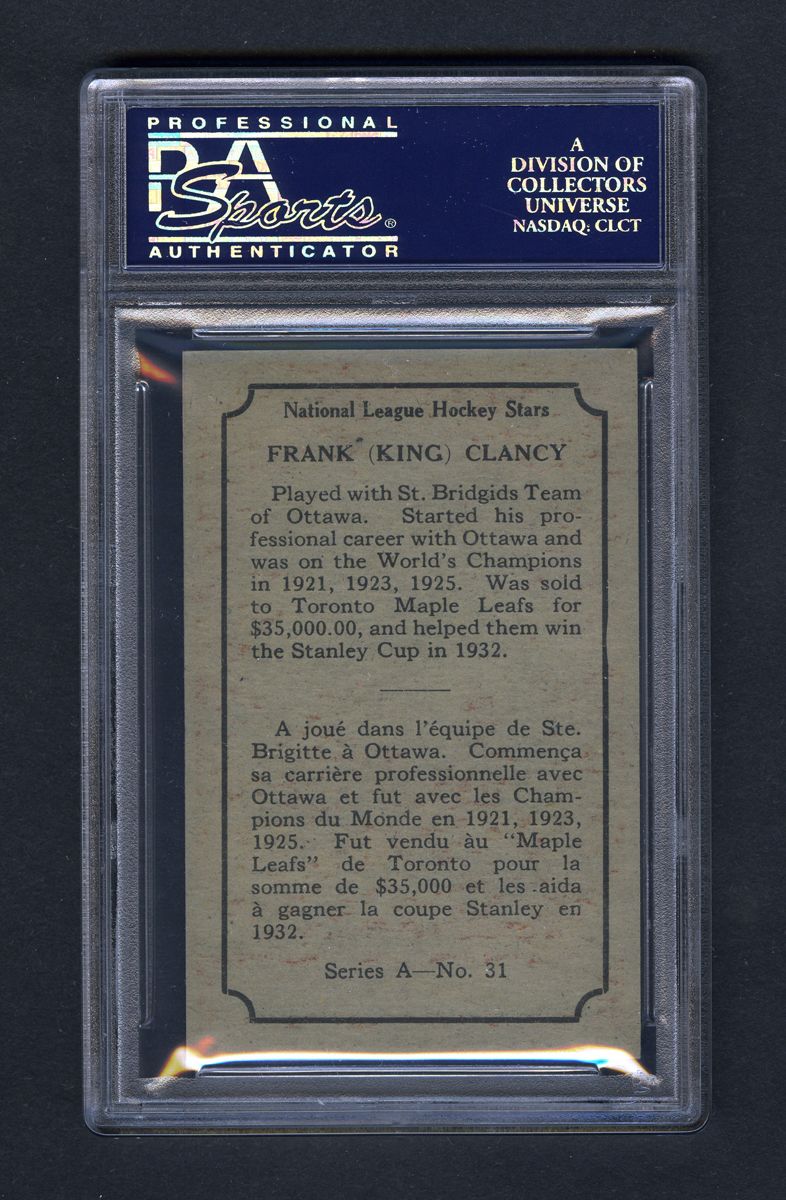 PROFESSIONAL
PSA
Sports®
AUTHENTICATOR
A
DIVISION OF
COLLECTORS
UNIVERSE
NASDAQ: CLCT
National League Hockey Stars
FRANK (KING) CLANCY
Played with St. Bridgids Team
of Ottawa. Started his pro-
fessional career with Ottawa and
was on the World's Champions
in 1921, 1923, 1925. Was sold
to Toronto Maple Leafs for
$35,000.00, and helped them win
the Stanley Cup in 1932.
A joué dans l'équipe de Ste.
Brigitte à Ottawa. Commença
sa carrière professionnelle avec
Ottawa et fut avec les Cham-
pions du Monde en 1921, 1923,
1925. Fut vendu àu "Maple
Leafs" de Toronto pour la
somme de $35,000 et les aida
à gagner la coupe Stanley en
1932.
Series A—No. 31